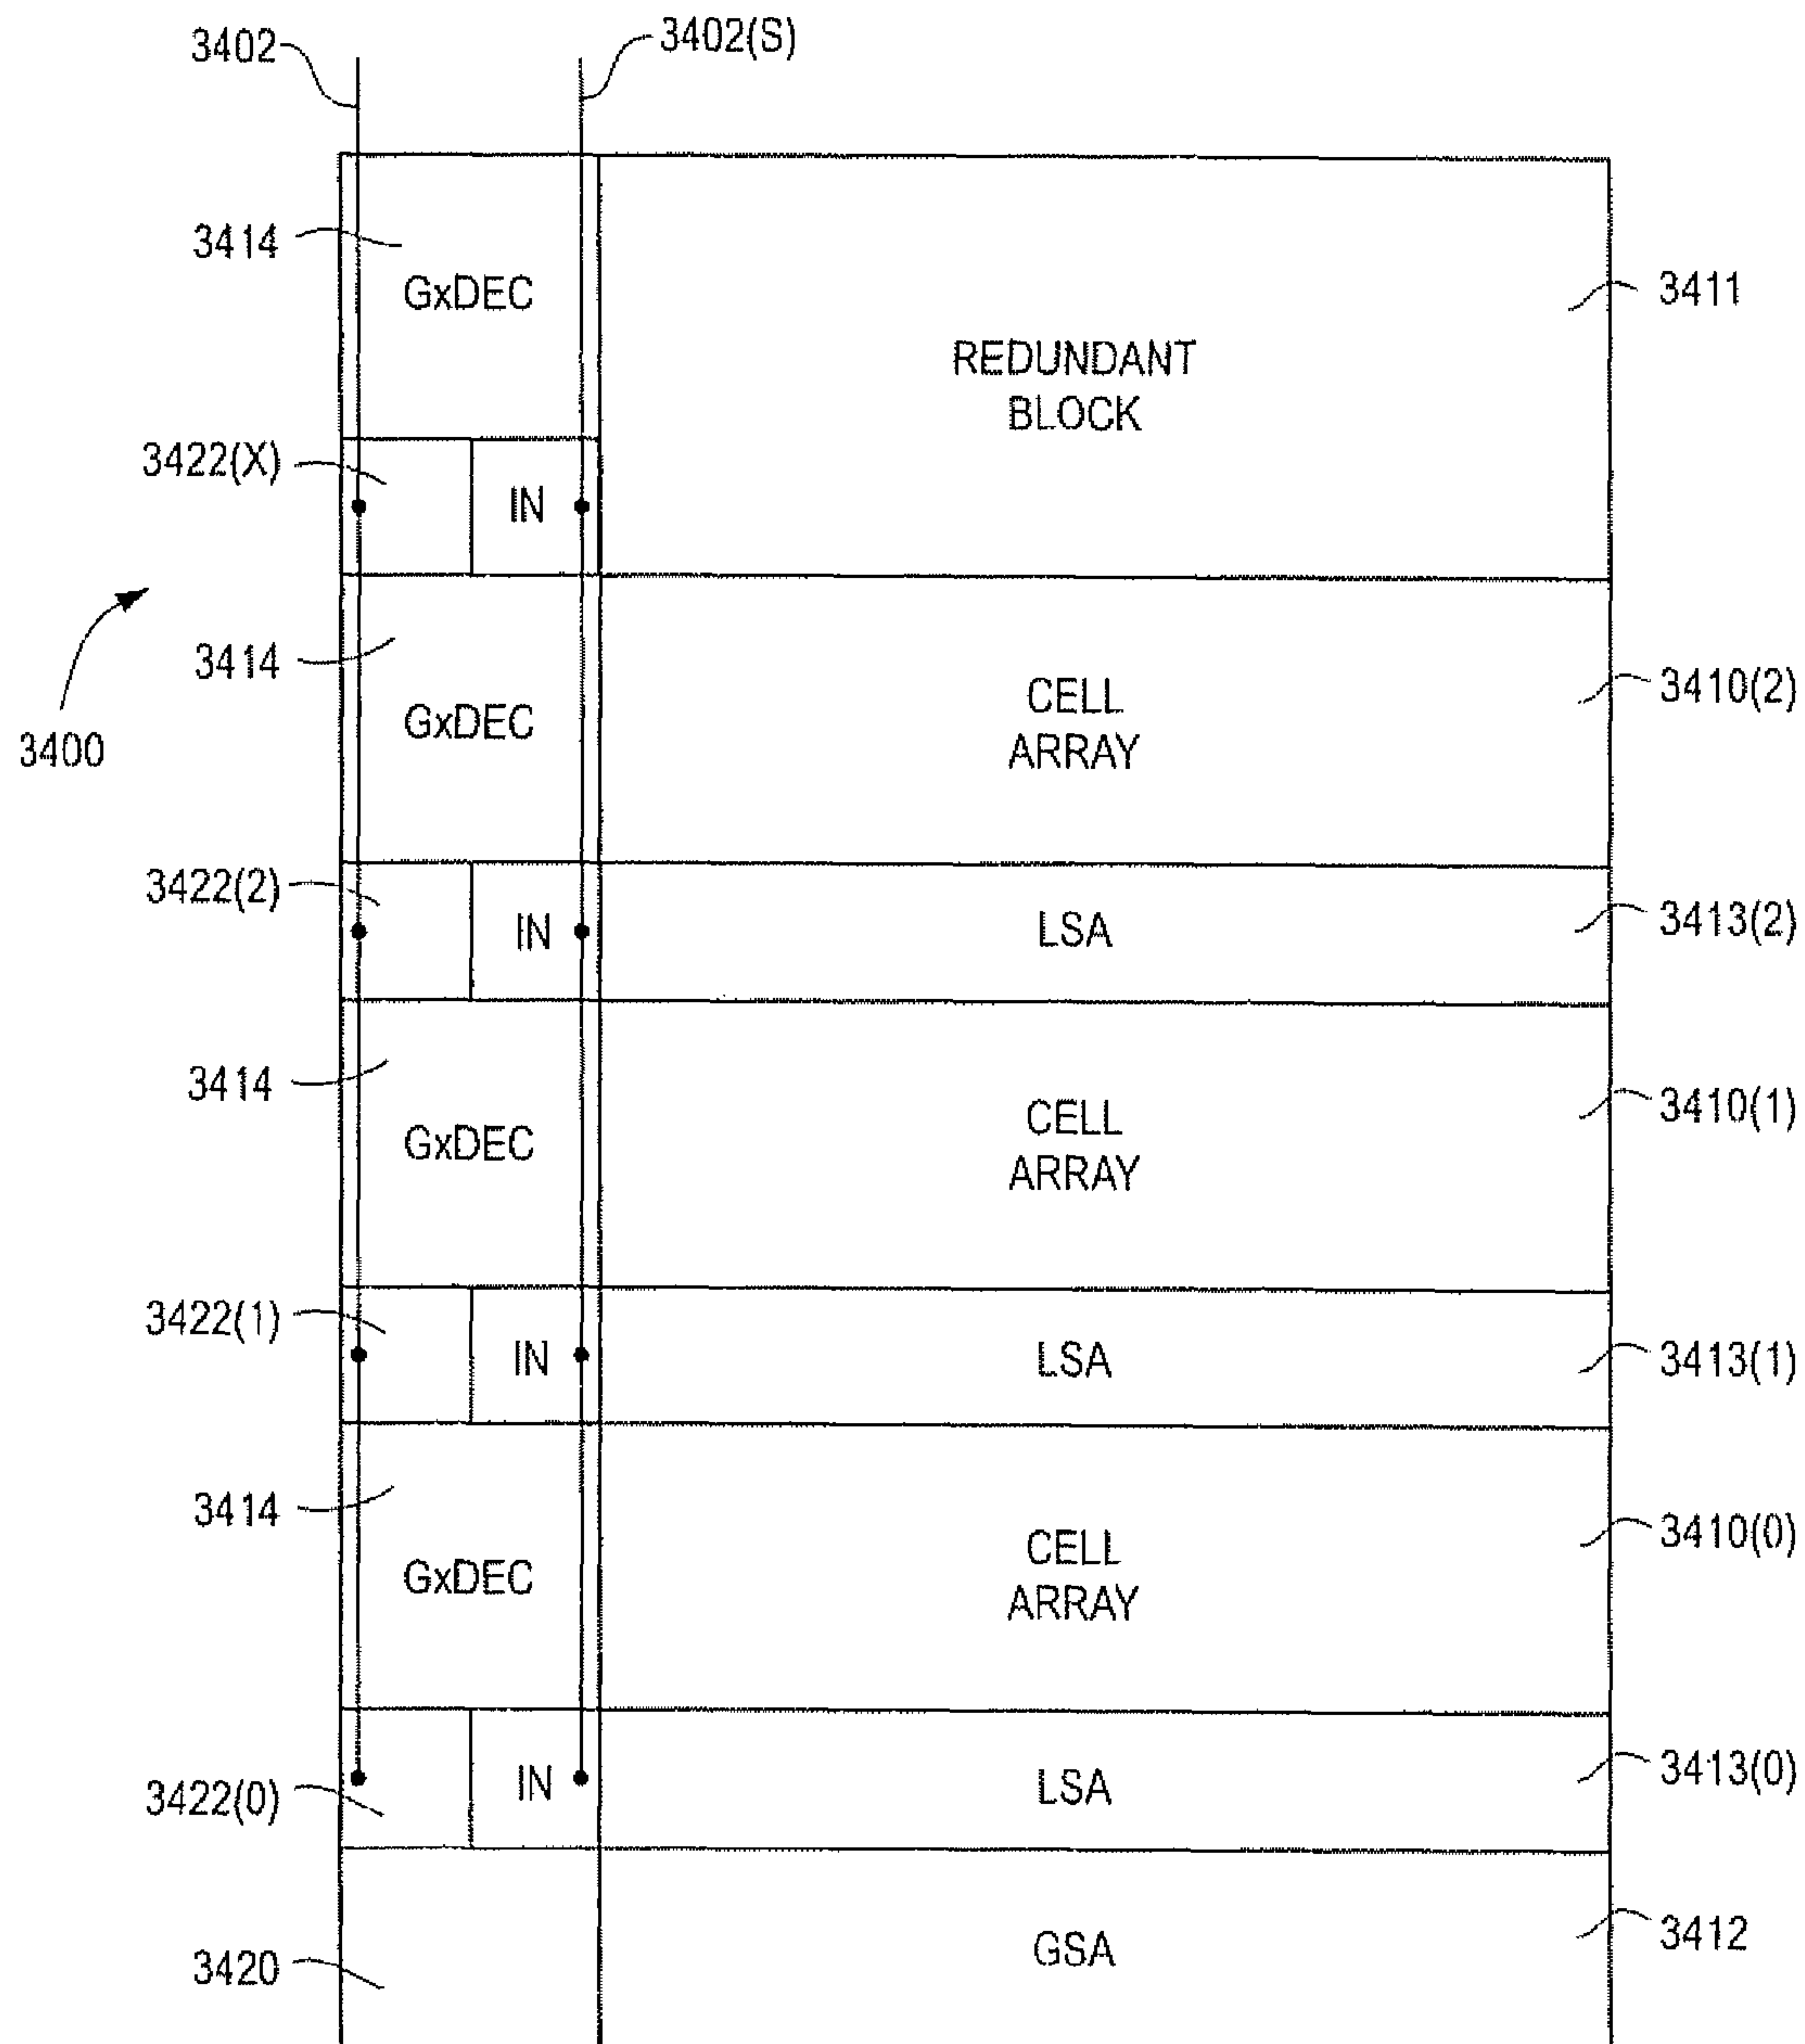 3402
3402(S)
3414
GxDEC
3411
REDUNDANT
BLOCK
3422(X)
IN
3400
3414
GxDEC
CELL
ARRAY
3410(2)
3422(2)
IN
LSA
3413(2)
3414
GxDEC
CELL
ARRAY
3410(1)
3422(1)
IN
LSA
3413(1)
3414
GxDEC
CELL
ARRAY
3410(0)
3422(0)
IN
LSA
3413(0)
3420
GSA
3412